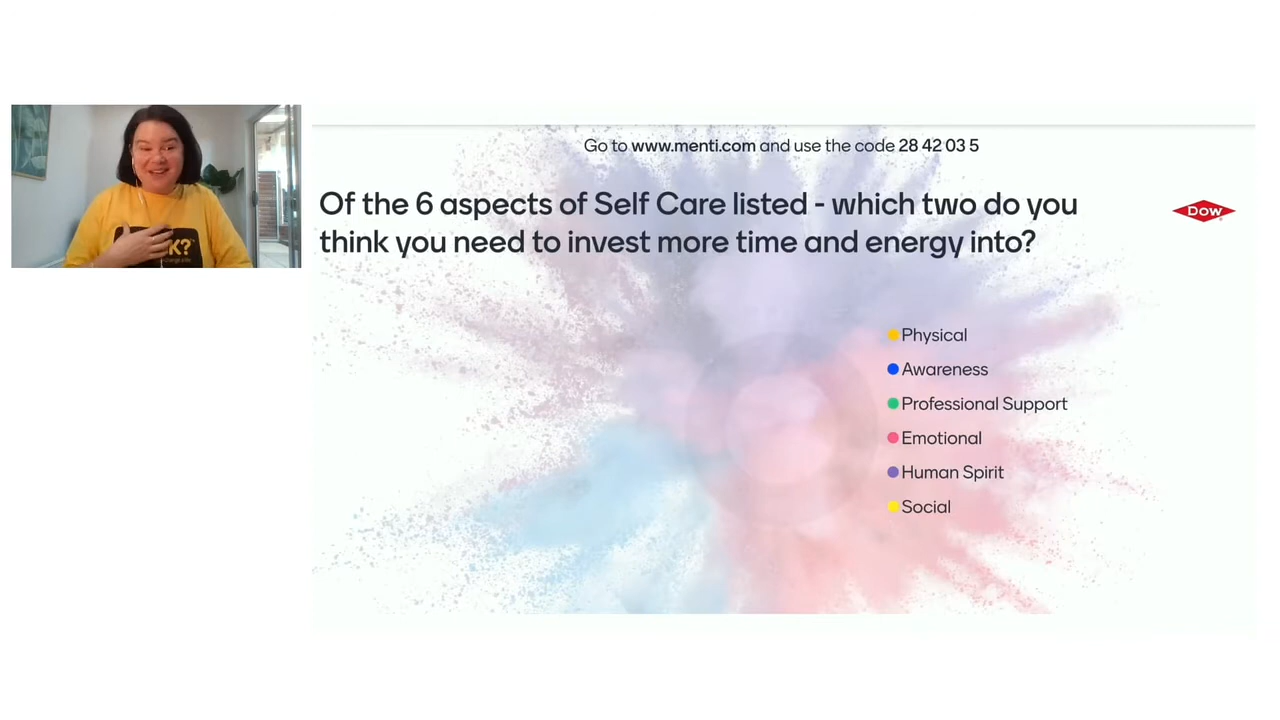 Go to www.menti.com and use the code 28 42 03 5
Of the 6 aspects of Self Care listed - which two do you
think you need to invest more time and energy into?
DOW
K?
Physical
Awareness
Professional Support
Emotional
Human Spirit
Social